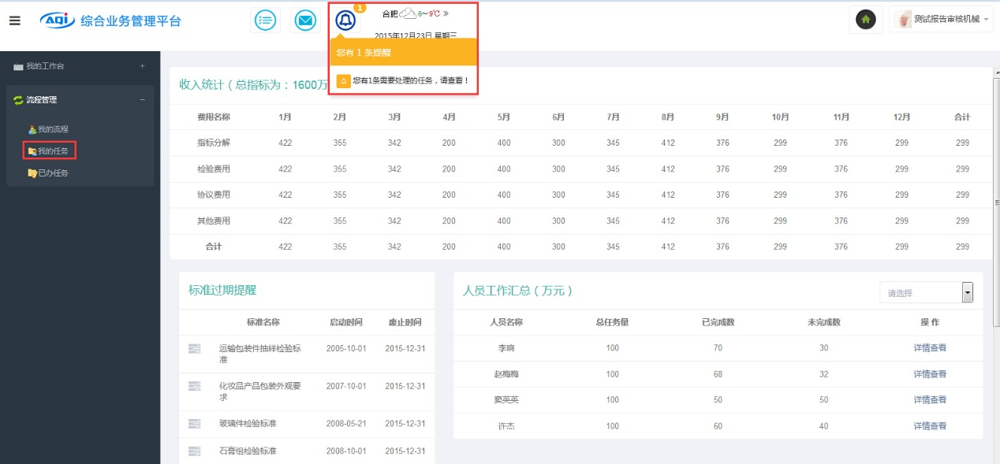 AQI 综合业务管理平台
1
合肥 6～9℃ »
2015年12月23日 星期三
测试报告审核机械
您有 1 条提醒
您有1条需要处理的任务，请查看！
我的工作台 +
流程管理 −
我的流程
我的任务
已办任务
收入统计（总指标为：1600万
费用名称 1月 2月 3月 4月 5月 6月 7月 8月 9月 10月 11月 12月 合计
指标分解 422 355 342 200 400 300 345 412 376 299 376 299 299
检验费用 422 355 342 200 400 300 345 412 376 299 376 299 299
协议费用 422 355 342 200 400 300 345 412 376 299 376 299 299
其他费用 422 355 342 200 400 300 345 412 376 299 376 299 299
合计 422 355 342 200 400 300 345 412 376 299 376 299 299
标准过期提醒
标准名称 启动时间 废止时间
运输包装件抽样检验标 2005-10-01 2015-12-31
准
化妆品产品包装外观要 2007-10-01 2015-12-31
求
玻璃件检验标准 2008-05-21 2015-12-31
石膏组检验标准 2008-10-01 2015-12-31
人员工作汇总（万元）
请选择
人员名称 总任务量 已完成数 未完成数 操 作
李响 100 70 30 详情查看
赵梅梅 100 68 32 详情查看
窦英英 100 50 50 详情查看
许杰 100 60 40 详情查看